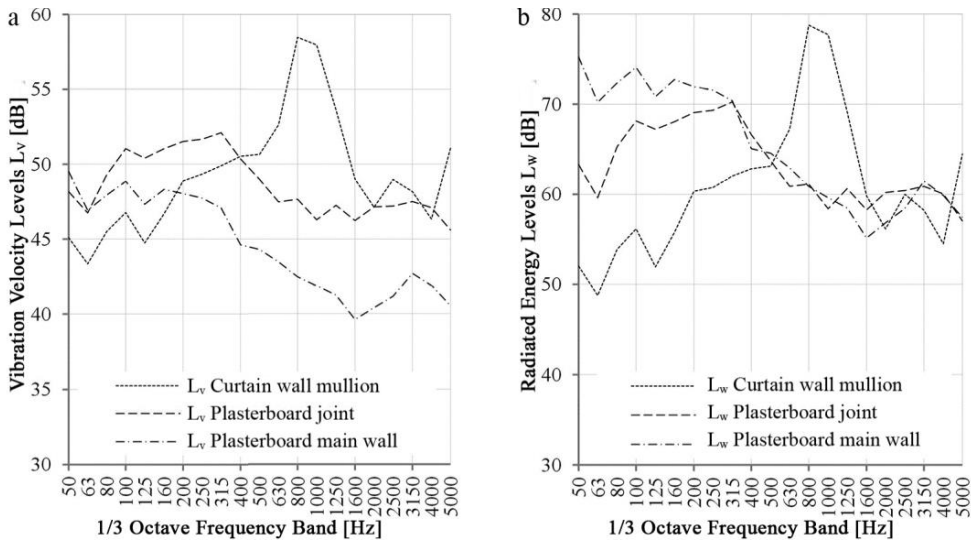 a
60
55
50
45
40
35
30
Vibration Velocity Levels Lv [dB]
Lv Curtain wall mullion
Lv Plasterboard joint
Lv Plasterboard main wall
50 63 80 100 125 160 200 250 315 400 500 630 800 1000 1250 1600 2000 2500 3150 4000 5000
1/3 Octave Frequency Band [Hz]
b
80
70
60
50
40
30
Radiated Energy Levels Lw [dB]
Lw Curtain wall mullion
Lw Plasterboard joint
Lw Plasterboard main wall
50 63 80 100 125 160 200 250 315 400 500 630 800 1000 1250 1600 2000 2500 3150 4000 5000
1/3 Octave Frequency Band [Hz]